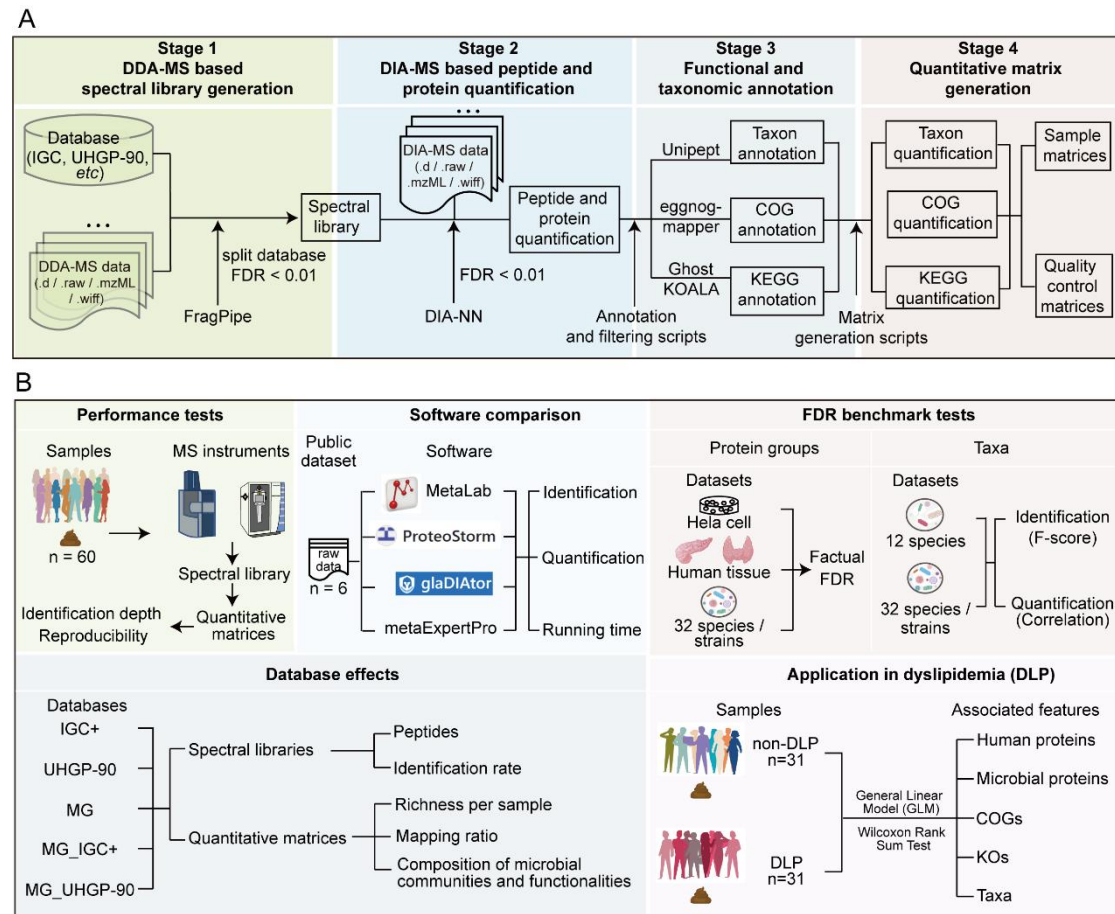 A
Stage 1
DDA-MS based
spectral library generation
Stage 2
DIA-MS based peptide and
protein quantification
Stage 3
Functional and
taxonomic annotation
Stage 4
Quantitative matrix
generation
Database
(IGC, UHGP-90,
etc)
...
DDA-MS data
(.d / .raw / .mzML
/ .wiff)
split database
FDR < 0.01
FragPipe
Spectral
library
...
DIA-MS data
(.d / .raw /
.mzML / .wiff)
FDR < 0.01
DIA-NN
Peptide and
protein
quantification
Annotation
and filtering scripts
Unipept
eggnog-
mapper
Ghost
KOALA
Taxon
annotation
COG
annotation
KEGG
annotation
Matrix
generation scripts
Taxon
quantification
COG
quantification
KEGG
quantification
Sample
matrices
Quality
control
matrices
B
Performance tests
Samples
n = 60
MS instruments
Spectral library
Quantitative
matrices
Identification depth
Reproducibility
Software comparison
Public
dataset
raw
data
n = 6
Software
MetaLab
ProteoStorm
glaDIAtor
metaExpertPro
Identification
Quantification
Running time
FDR benchmark tests
Protein groups
Datasets
Hela cell
Human tissue
32 species /
strains
Factual
FDR
Taxa
Datasets
12 species
32 species /
strains
Identification
(F-score)
Quantification
(Correlation)
Database effects
Databases
IGC+
UHGP-90
MG
MG_IGC+
MG_UHGP-90
Spectral libraries
Peptides
Identification rate
Quantitative matrices
Richness per sample
Mapping ratio
Composition of microbial
communities and functionalities
Application in dyslipidemia (DLP)
Samples
non-DLP
n=31
DLP
n=31
General Linear
Model (GLM)
Wilcoxon Rank
Sum Test
Associated features
Human proteins
Microbial proteins
COGs
KOs
Taxa